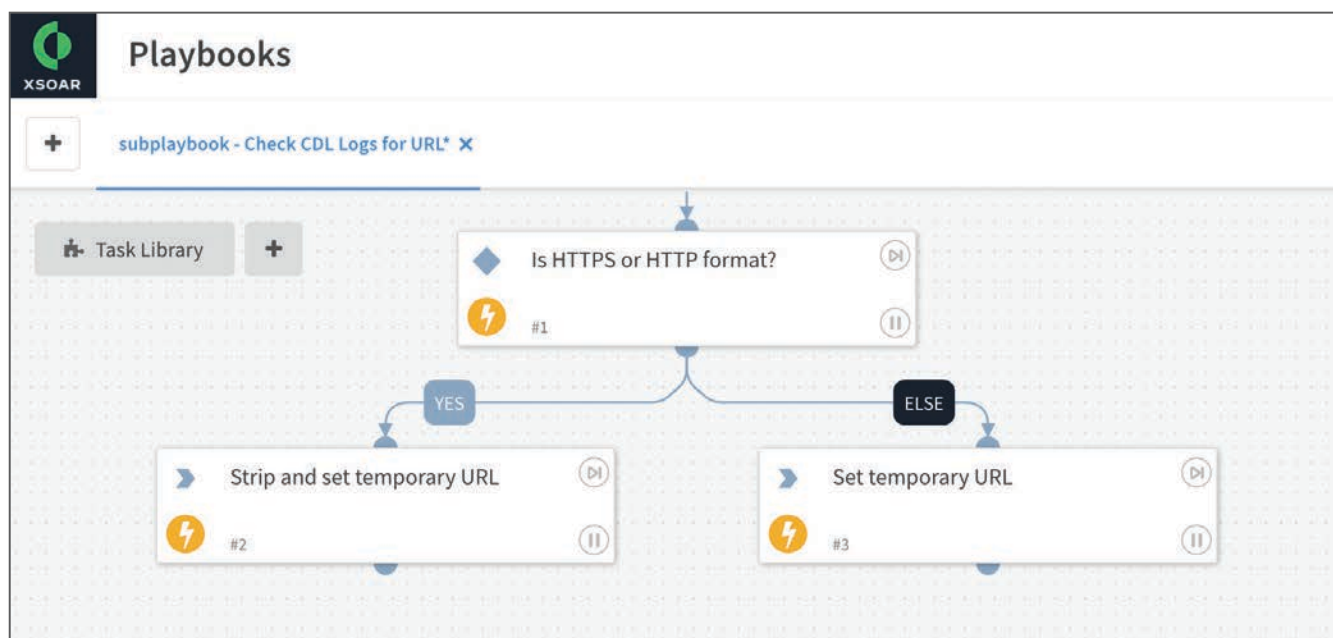 XSOAR
Playbooks
+
subplaybook - Check CDL Logs for URL* ×
Task Library
+
Is HTTPS or HTTP format?
#1
YES
ELSE
Strip and set temporary URL
#2
Set temporary URL
#3